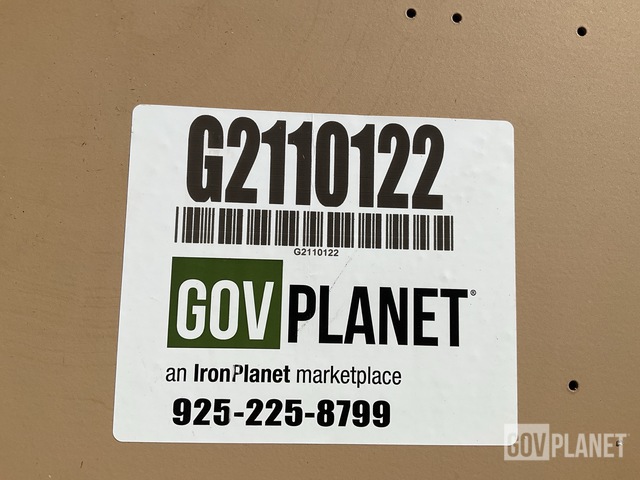 G2110122
G2110122
GOV PLANET®
an IronPlanet marketplace
925-225-8799
GOVPLANET